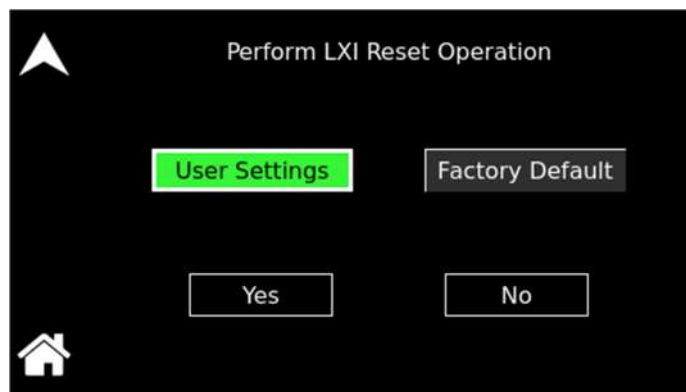 Perform LXI Reset Operation
User Settings
Factory Default
Yes
No